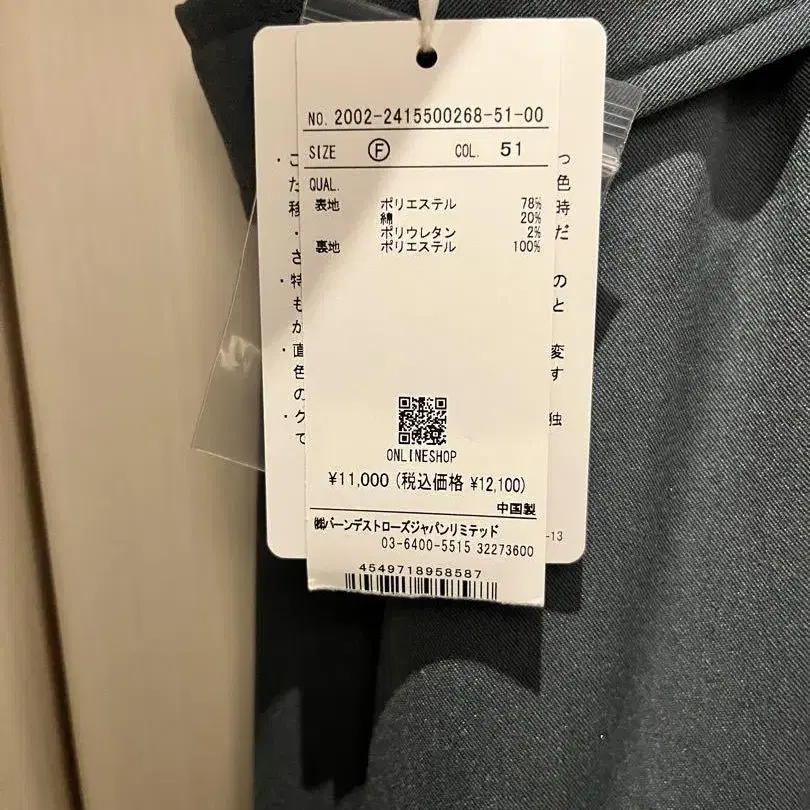 NO. 2002-2415500268-51-00
SIZE Ⓕ COL. 51
QUAL.
表地 ポリエステル 78%
綿 20%
ポリウレタン 2%
裏地 ポリエステル 100%
ONLINESHOP
¥11,000 (税込価格 ¥12,100)
中国製
㈱バーンデストローズジャパンリミテッド
03-6400-5515 32273600
4549718958587
-13